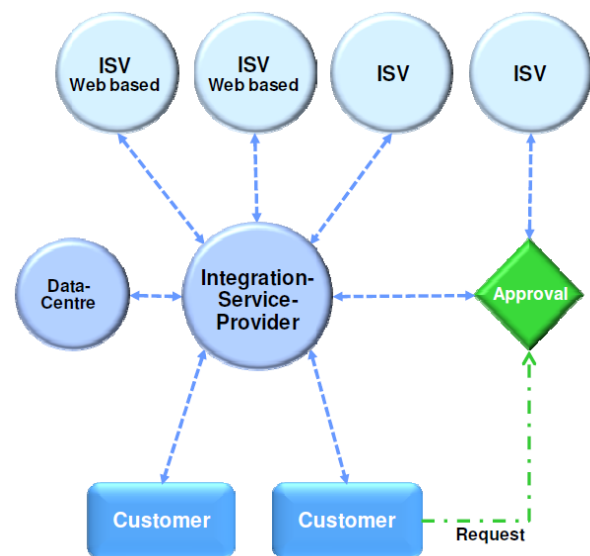 ISV
Web based
ISV
Web based
ISV
ISV
Data-
Centre
Integration-
Service-
Provider
Approval
Customer
Customer
Request